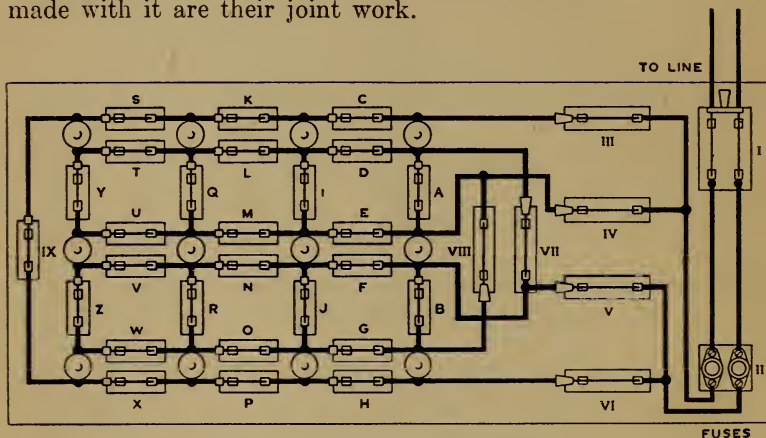 made with it are their joint work.
TO LINE
S K C
III
I
T L D
Y Q I A
IV
U M E
IX VIII VII
V N F
V
Z R J B
W O G
II
X P H
VI
FUSES